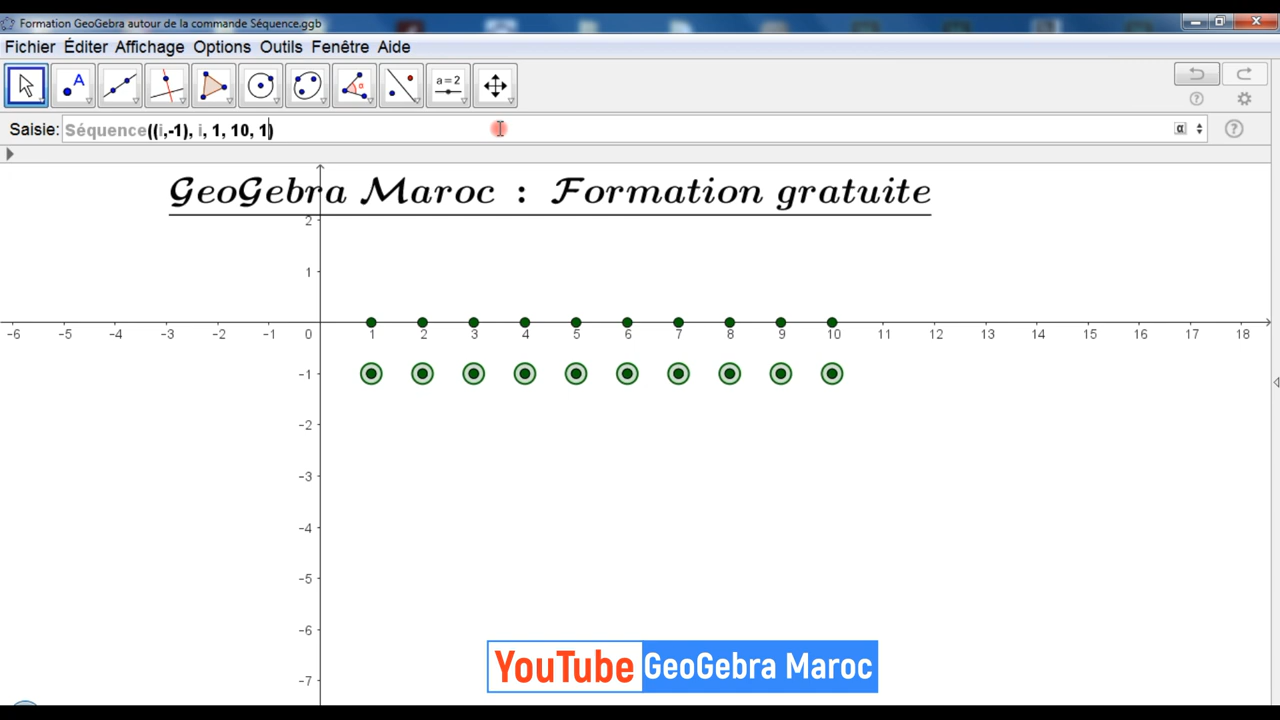 Formation GeoGebra autour de la commande Séquence.ggb
Fichier Éditer Affichage Options Outils Fenêtre Aide
A a=2
Saisie: Séquence((i,-1), i, 1, 10, 1) α
GeoGebra Maroc : Formation gratuite
2
1
-6 -5 -4 -3 -2 -1 0 1 2 3 4 5 6 7 8 9 10 11 12 13 14 15 16 17 18
-1
-2
-3
-4
-5
-6
-7
YouTube GeoGebra Maroc